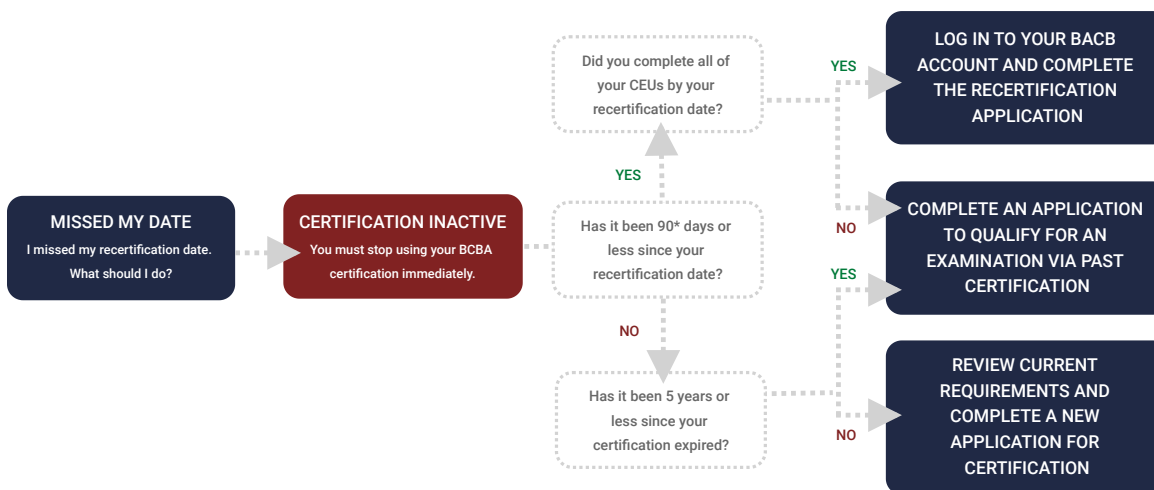 MISSED MY DATE
I missed my recertification date.
What should I do?
CERTIFICATION INACTIVE
You must stop using your BCBA
certification immediately.
Has it been 90* days or
less since your
recertification date?
YES
Did you complete all of
your CEUs by your
recertification date?
YES
LOG IN TO YOUR BACB
ACCOUNT AND COMPLETE
THE RECERTIFICATION
APPLICATION
NO
COMPLETE AN APPLICATION
TO QUALIFY FOR AN
EXAMINATION VIA PAST
CERTIFICATION
NO
Has it been 5 years or
less since your
certification expired?
YES
NO
REVIEW CURRENT
REQUIREMENTS AND
COMPLETE A NEW
APPLICATION FOR
CERTIFICATION